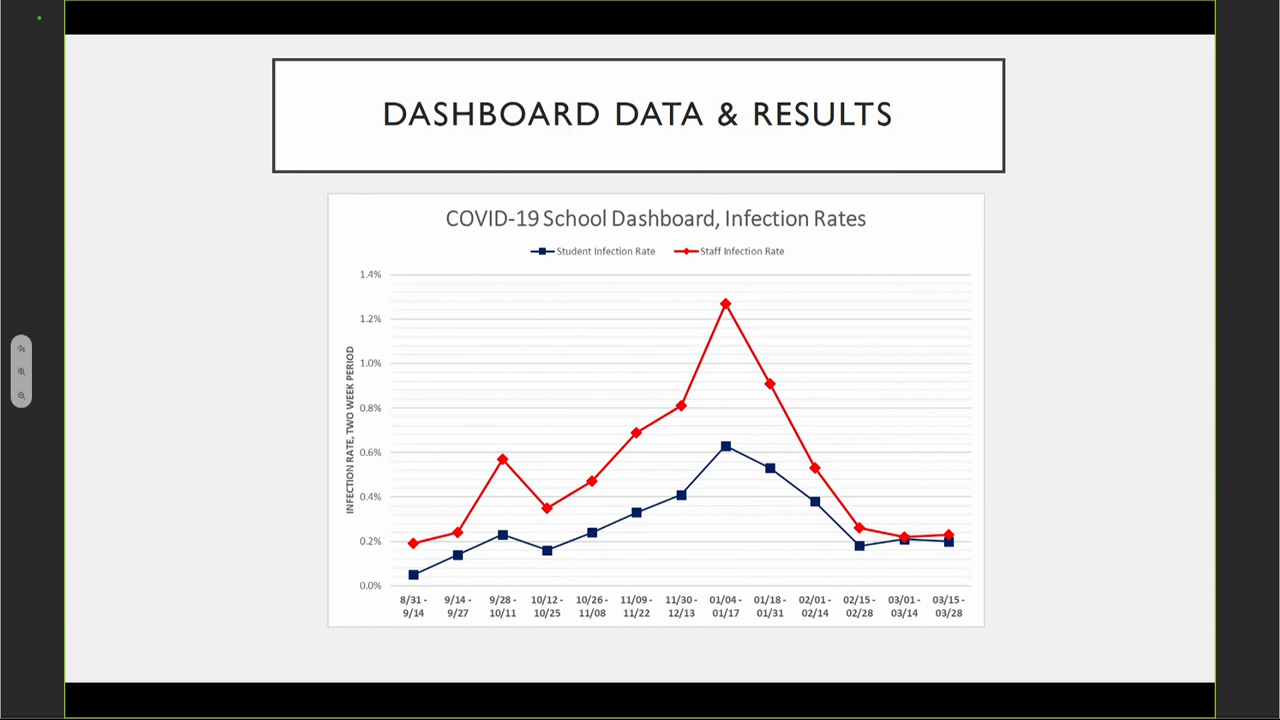 DASHBOARD DATA & RESULTS
COVID-19 School Dashboard, Infection Rates
Student Infection Rate
Staff Infection Rate
INFECTION RATE, TWO WEEK PERIOD
1.4%
1.2%
1.0%
0.8%
0.6%
0.4%
0.2%
0.0%
8/31 - 9/14 - 9/28 - 10/12 - 10/26 - 11/09 - 11/30 - 01/04 - 01/18 - 02/01 - 02/15 - 03/01 - 03/15 -
9/14 9/27 10/11 10/25 11/08 11/22 12/13 01/17 01/31 02/14 02/28 03/14 03/28